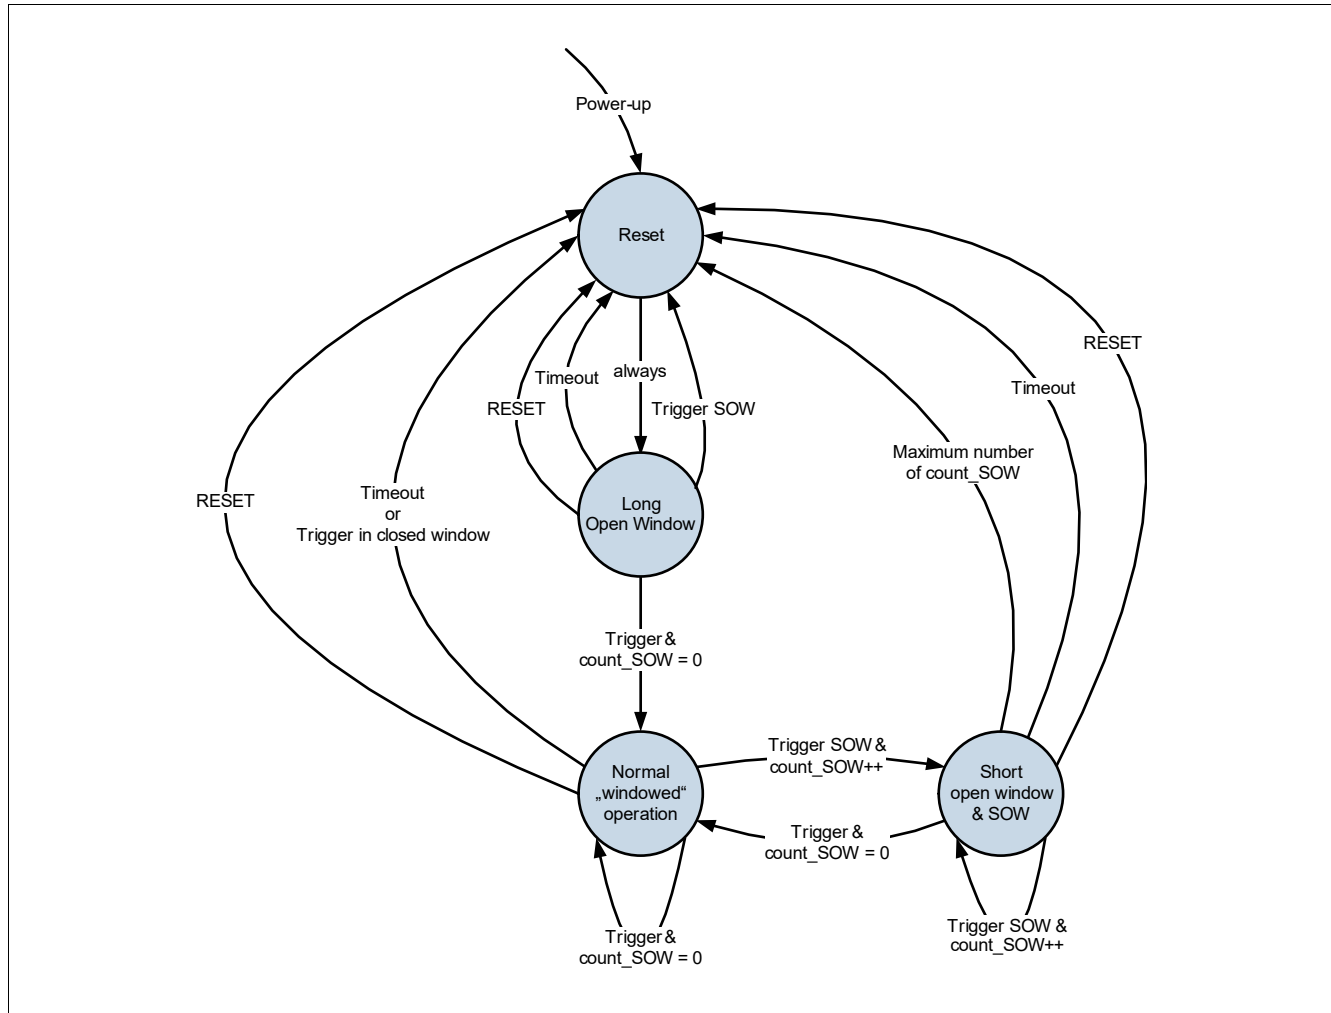 Power-up
Reset
RESET
Timeout
always
Timeout
RESET
Trigger SOW
Maximum number
of count_SOW
RESET
Timeout
or
Trigger in closed window
Long
Open Window
Trigger &
count_SOW = 0
Trigger SOW &
count_SOW++
Normal
„windowed“
operation
Short
open window
& SOW
Trigger &
count_SOW = 0
Trigger &
count_SOW = 0
Trigger SOW &
count_SOW++